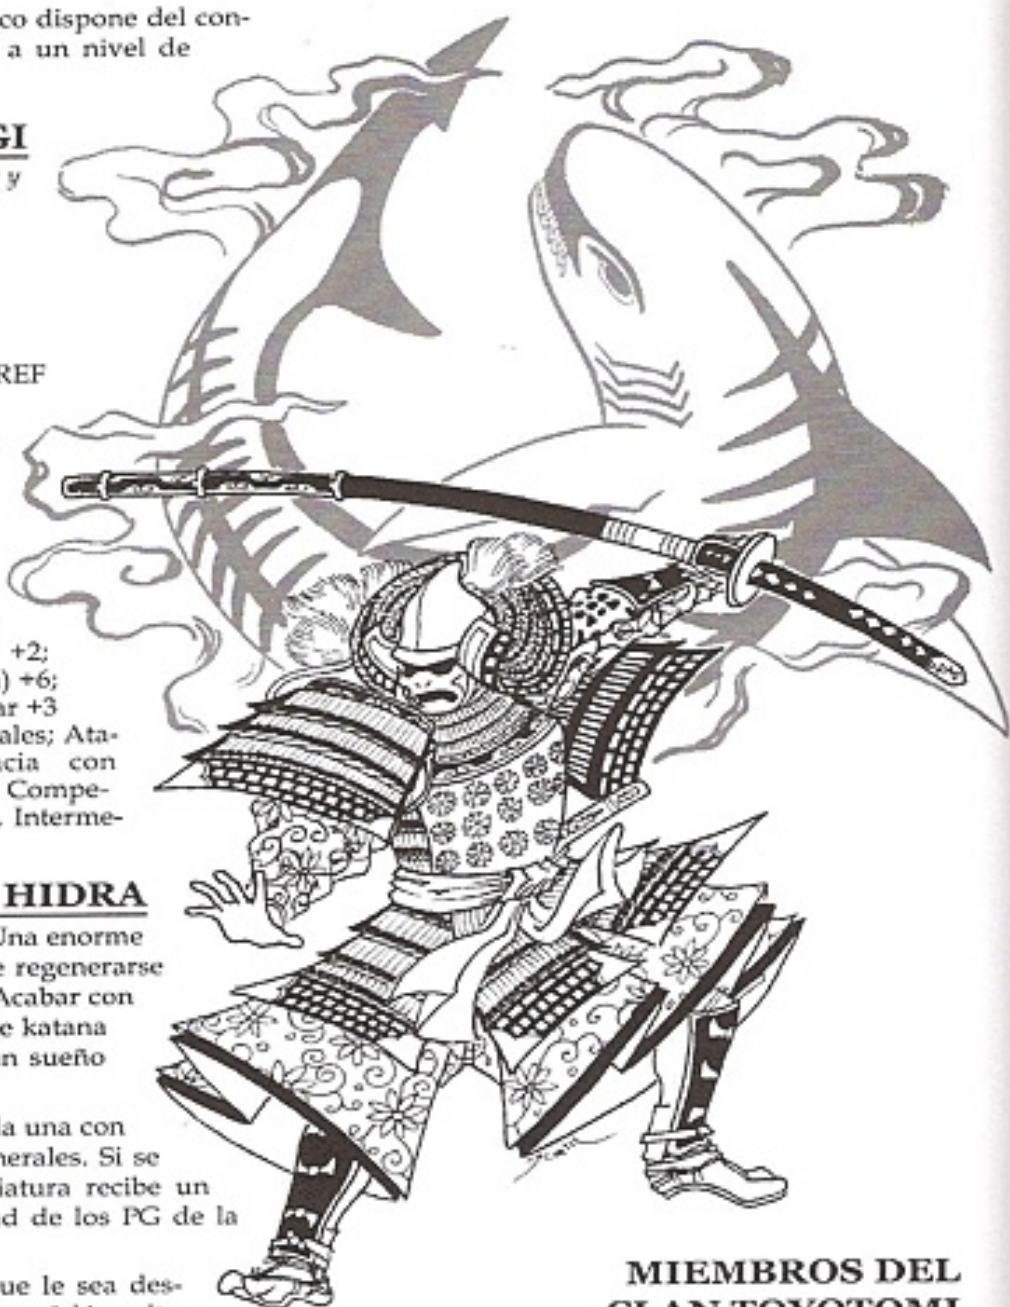 co dispone del con-
a un nivel de
GI
y
REF
+2;
) +6;
ar +3
ales; Ata-
cia con
Compe-
Interme-
HIDRA
Una enorme
e regenerarse
Acabar con
e katana
un sueño
la una con
nerales. Si se
iatura recibe un
d de los PG de la
ue le sea des-
MIEMBROS DEL
CLAN TOYOTOMI